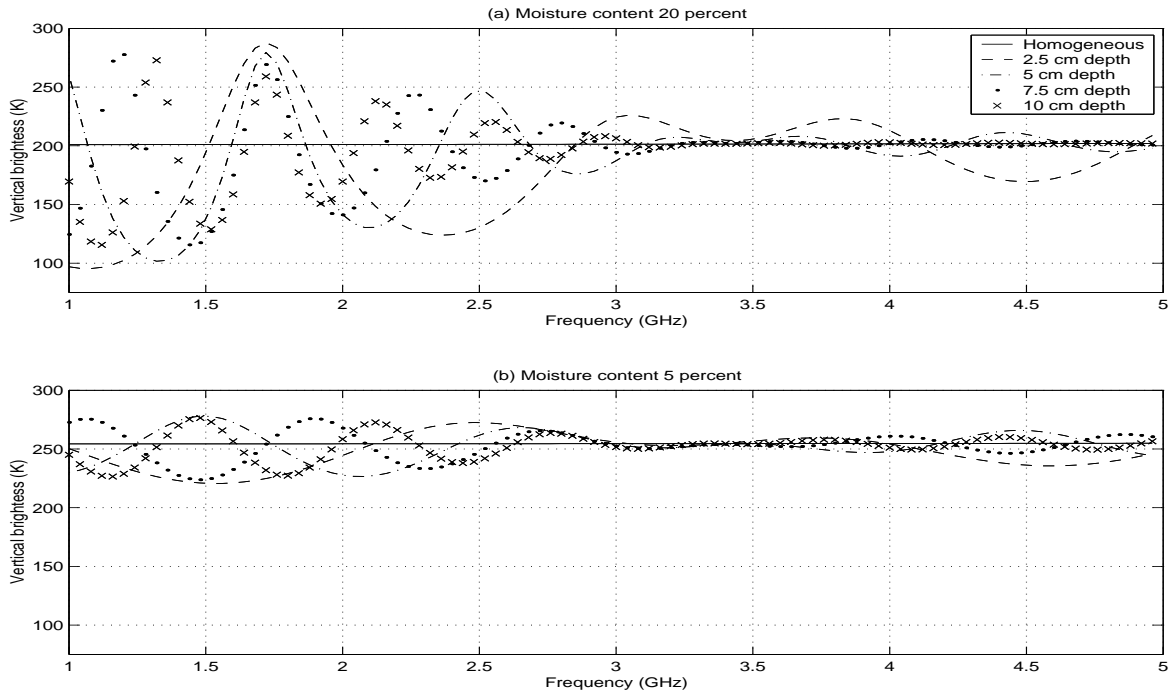 (a) Moisture content 20 percent
Vertical brightess (K)
300
250
200
150
100
Homogeneous
2.5 cm depth
5 cm depth
7.5 cm depth
10 cm depth
1 1.5 2 2.5 3 3.5 4 4.5 5
Frequency (GHz)
(b) Moisture content 5 percent
Vertical brightess (K)
300
250
200
150
100
1 1.5 2 2.5 3 3.5 4 4.5 5
Frequency (GHz)